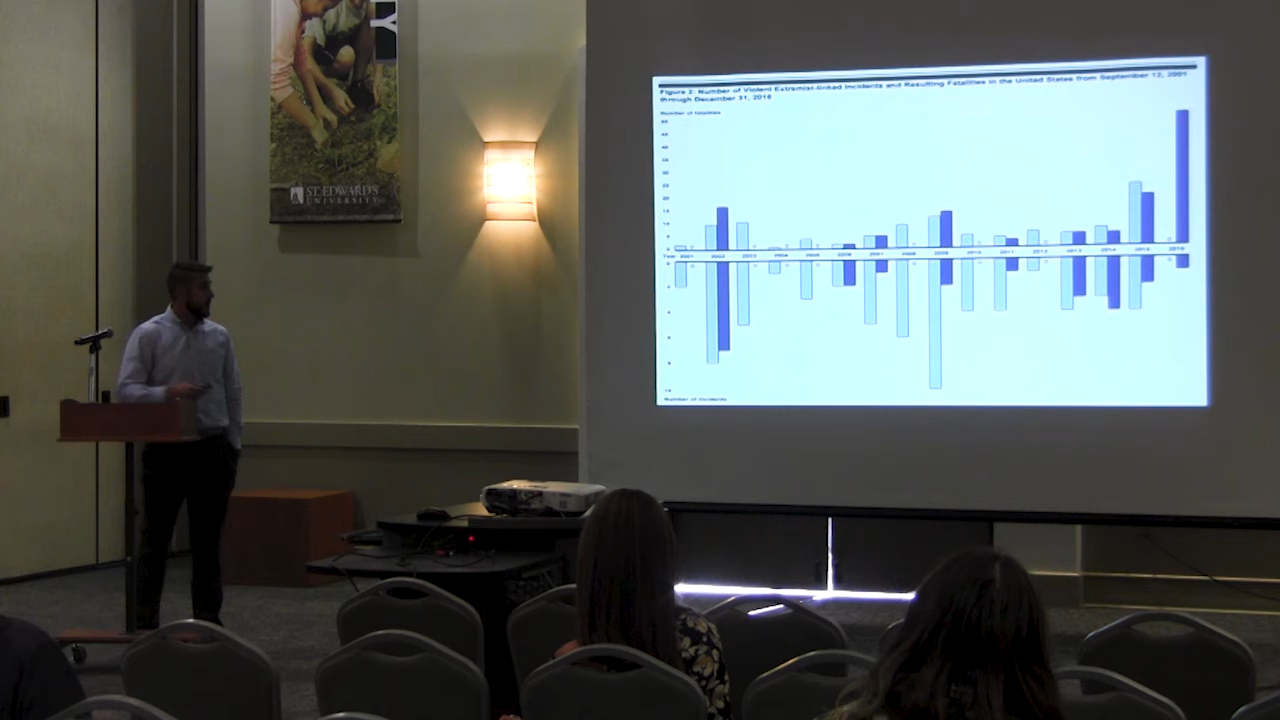 Y
ST. EDWARD'S
UNIVERSITY
Figure 2: Number of Violent Extremist-linked Incidents and Resulting Fatalities in the United States from September 12, 2001
through December 31, 2016
Number of fatalities
Year 2001 2002 2003 2004 2005 2006 2007 2008 2009 2010 2011 2012 2013 2014 2015 2016
10
Number of incidents